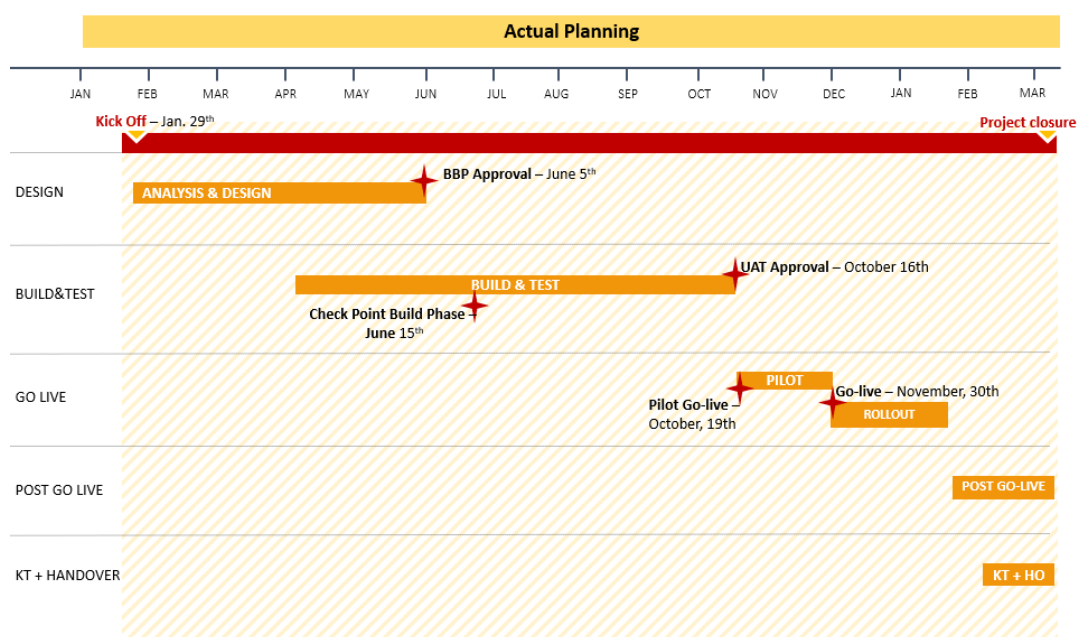 Actual Planning
JAN FEB MAR APR MAY JUN JUL AUG SEP OCT NOV DEC JAN FEB MAR
Kick Off – Jan. 29th
Project closure
DESIGN
ANALYSIS & DESIGN
BBP Approval – June 5th
BUILD&TEST
BUILD & TEST
UAT Approval – October 16th
Check Point Build Phase –
June 15th
GO LIVE
PILOT
Go-live – November, 30th
Pilot Go-live –
October, 19th
ROLLOUT
POST GO LIVE
POST GO-LIVE
KT + HANDOVER
KT + HO